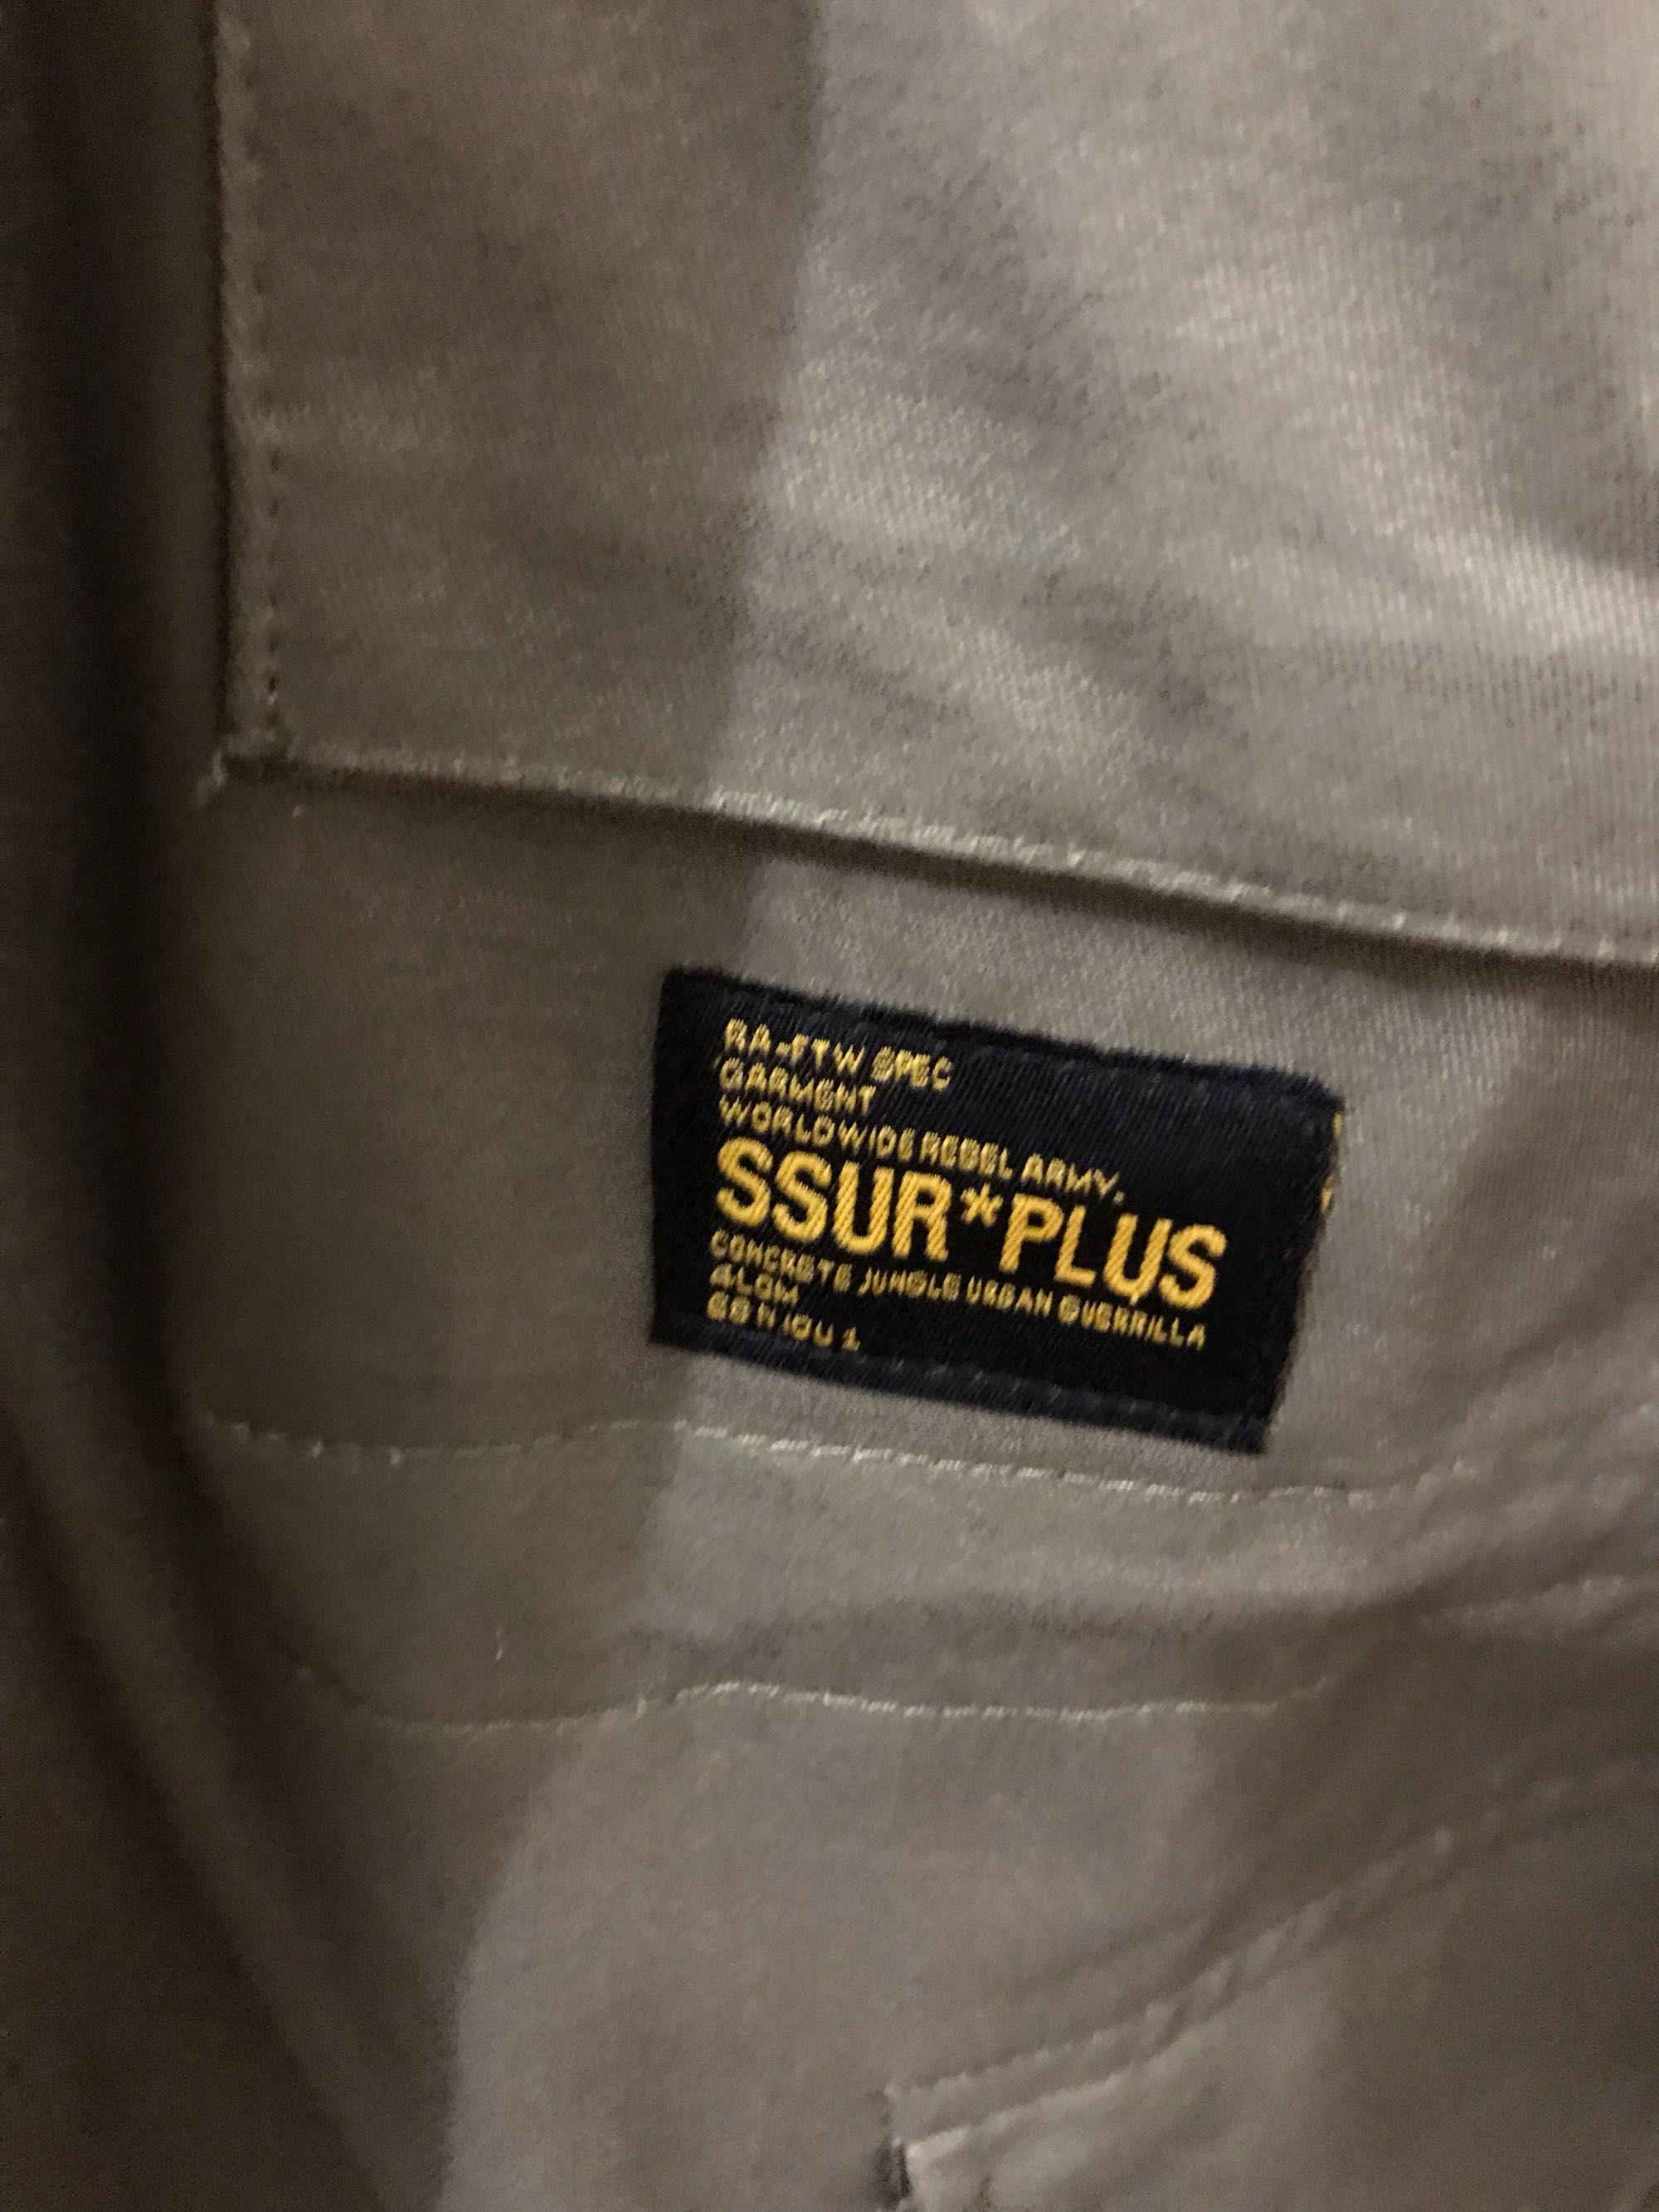 RA-FTW SPEC
GARMENT
WORLDWIDE REBEL ARMY.
SSUR*PLUS
CONCRETE JUNGLE URBAN GUERRILLA